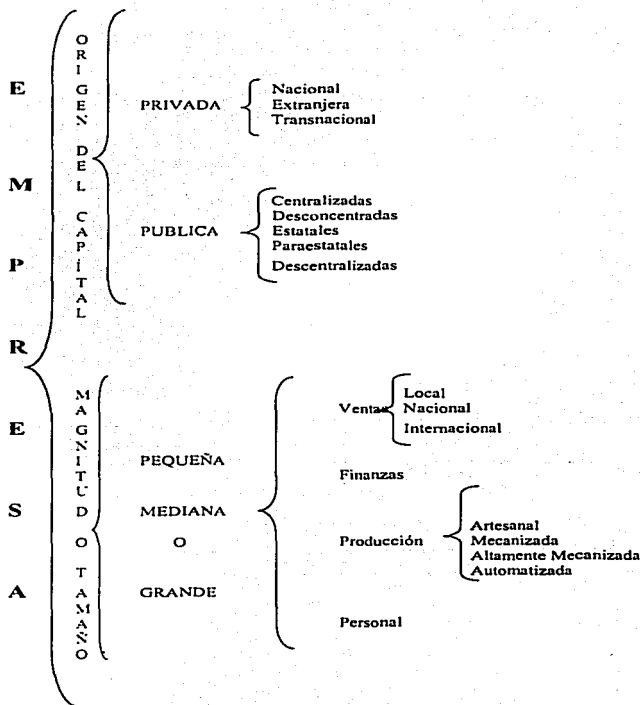 EMPRESA
ORIGEN DEL CAPÍTAL
PRIVADA
Nacional
Extranjera
Transnacional
PUBLICA
Centralizadas
Desconcentradas
Estatales
Paraestatales
Descentralizadas
MAGNITUD O TAMAÑO
PEQUEÑA
MEDIANA
O
GRANDE
Ventas
Local
Nacional
Internacional
Finanzas
Producción
Artesanal
Mecanizada
Altamente Mecanizada
Automatizada
Personal